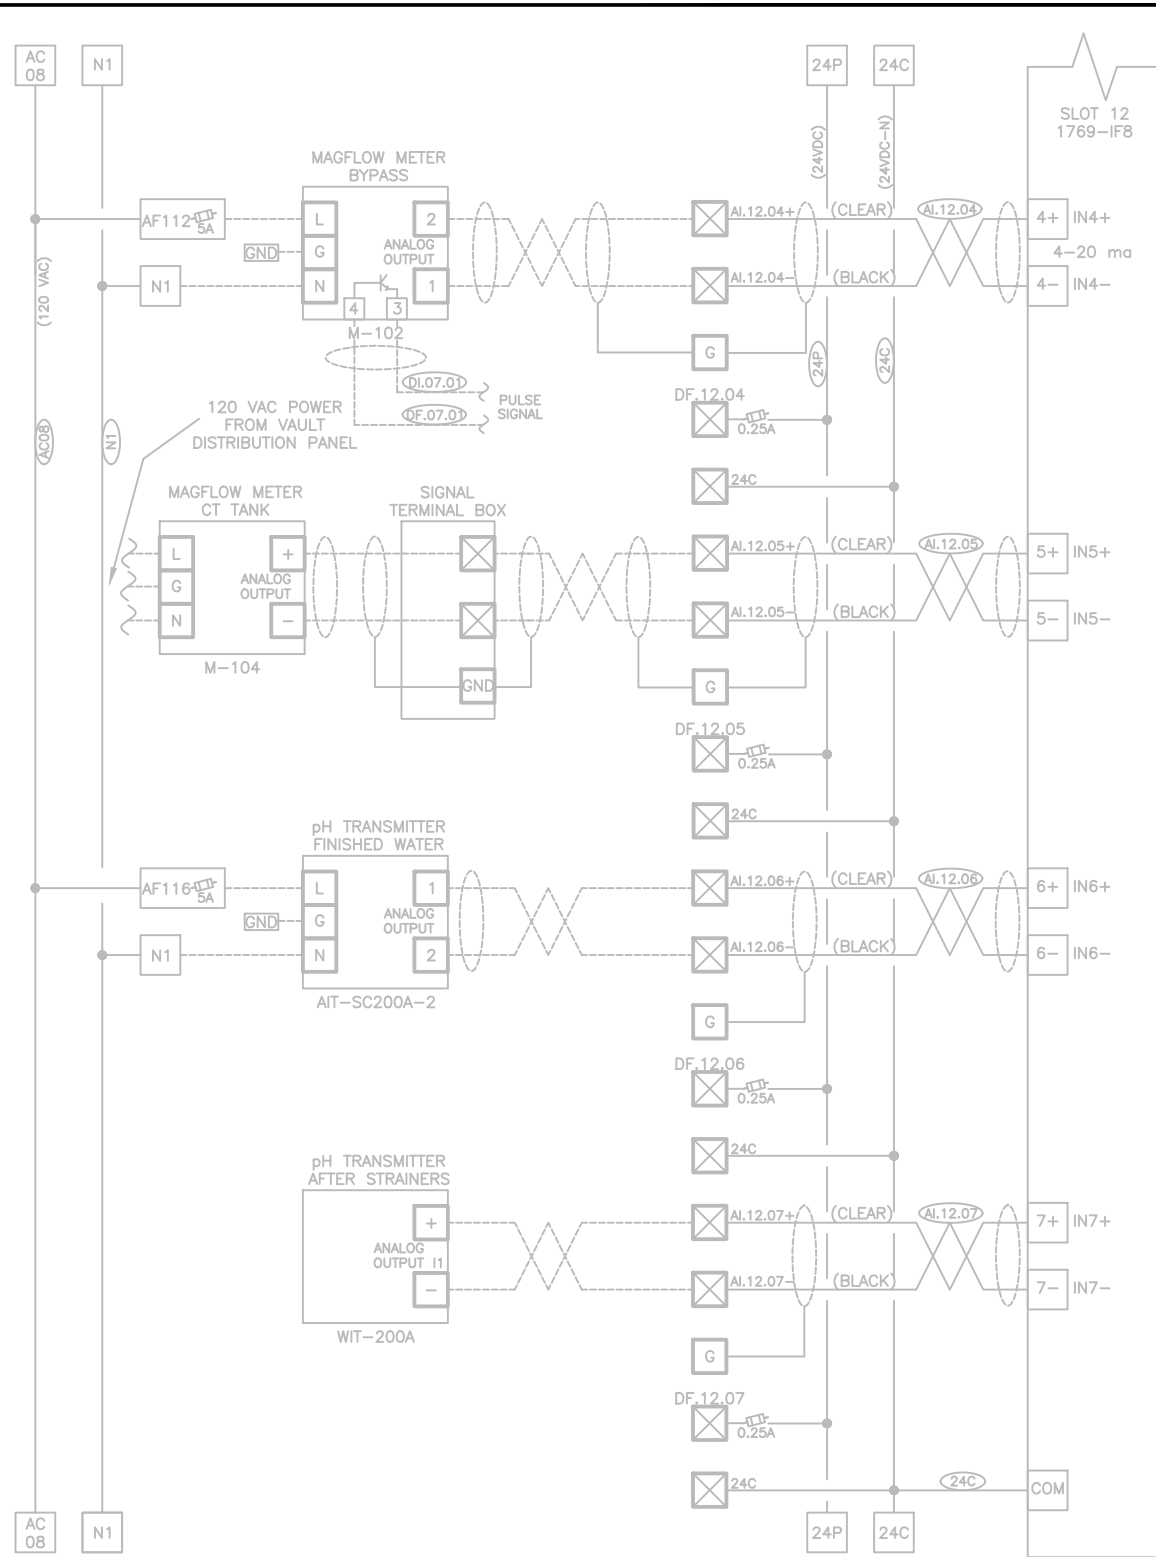 AC
08
N1
24P
24C
SLOT 12
1769-IF8
(24VDC)
(24VDC-N)
MAGFLOW METER
BYPASS
AF112
5A
L
2
AI.12.04+
(CLEAR)
AI.12.04
4+
IN4+
GND
G
ANALOG
OUTPUT
4-20 ma
(120 VAC)
N1
N
1
AI.12.04-
(BLACK)
4-
IN4-
4
3
M-102
G
24P
24C
DI.07.01
DF.07.01
PULSE
SIGNAL
DF.12.04
0.25A
120 VAC POWER
FROM VAULT
DISTRIBUTION PANEL
AC08
N1
24C
MAGFLOW METER
CT TANK
SIGNAL
TERMINAL BOX
L
+
AI.12.05+
(CLEAR)
AI.12.05
5+
IN5+
G
ANALOG
OUTPUT
N
-
AI.12.05-
(BLACK)
5-
IN5-
M-104
GND
G
DF.12.05
0.25A
24C
pH TRANSMITTER
FINISHED WATER
AF116
5A
L
1
AI.12.06+
(CLEAR)
AI.12.06
6+
IN6+
GND
G
ANALOG
OUTPUT
N1
N
2
AI.12.06-
(BLACK)
6-
IN6-
AIT-SC200A-2
G
DF.12.06
0.25A
24C
pH TRANSMITTER
AFTER STRAINERS
+
AI.12.07+
(CLEAR)
AI.12.07
7+
IN7+
ANALOG
OUTPUT I1
-
AI.12.07-
(BLACK)
7-
IN7-
WIT-200A
G
DF.12.07
0.25A
24C
24C
COM
AC
08
N1
24P
24C